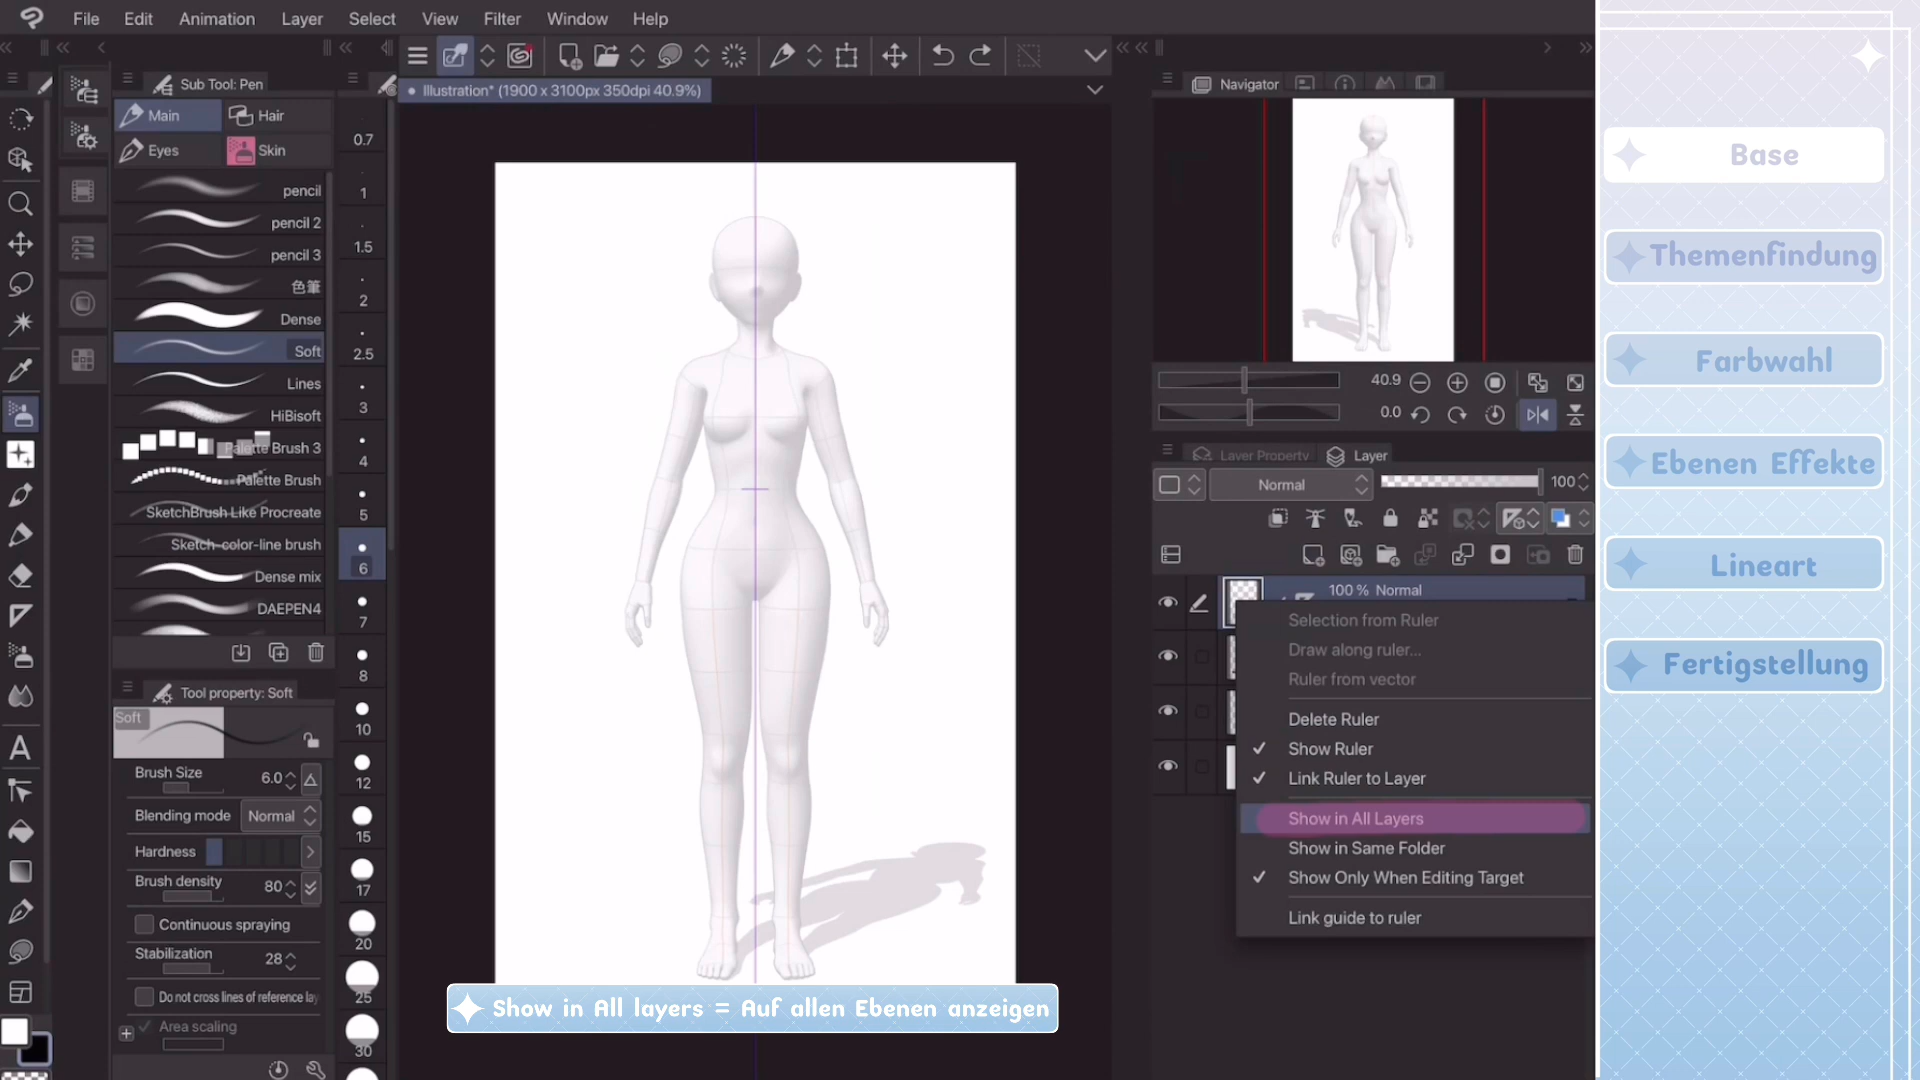 File Edit Animation Layer Select View Filter Window Help
Sub Tool: Pen
Main
Hair
Eyes
Skin
pencil
pencil 2
pencil 3
色筆
Dense
Soft
Lines
HiBisoft
Palette Brush 3
Palette Brush
SketchBrush Like Procreate
Sketch-color-line brush
Dense mix
DAEPEN4
Tool property: Soft
Soft
Brush Size 6.0
Blending mode Normal
Hardness
Brush density 80
Continuous spraying
Stabilization 28
Do not cross lines of reference lay
Area scaling
0.7
1
1.5
2
2.5
3
4
5
6
7
8
10
12
15
17
20
25
30
Illustration* (1900 x 3100px 350dpi 40.9%)
Show in All layers = Auf allen Ebenen anzeigen
Navigator
40.9
0.0
Layer Property Layer
Normal 100
100 % Normal
Selection from Ruler
Draw along ruler...
Ruler from vector
Delete Ruler
Show Ruler
Link Ruler to Layer
Show in All Layers
Show in Same Folder
Show Only When Editing Target
Link guide to ruler
Base
Themenfindung
Farbwahl
Ebenen Effekte
Lineart
Fertigstellung